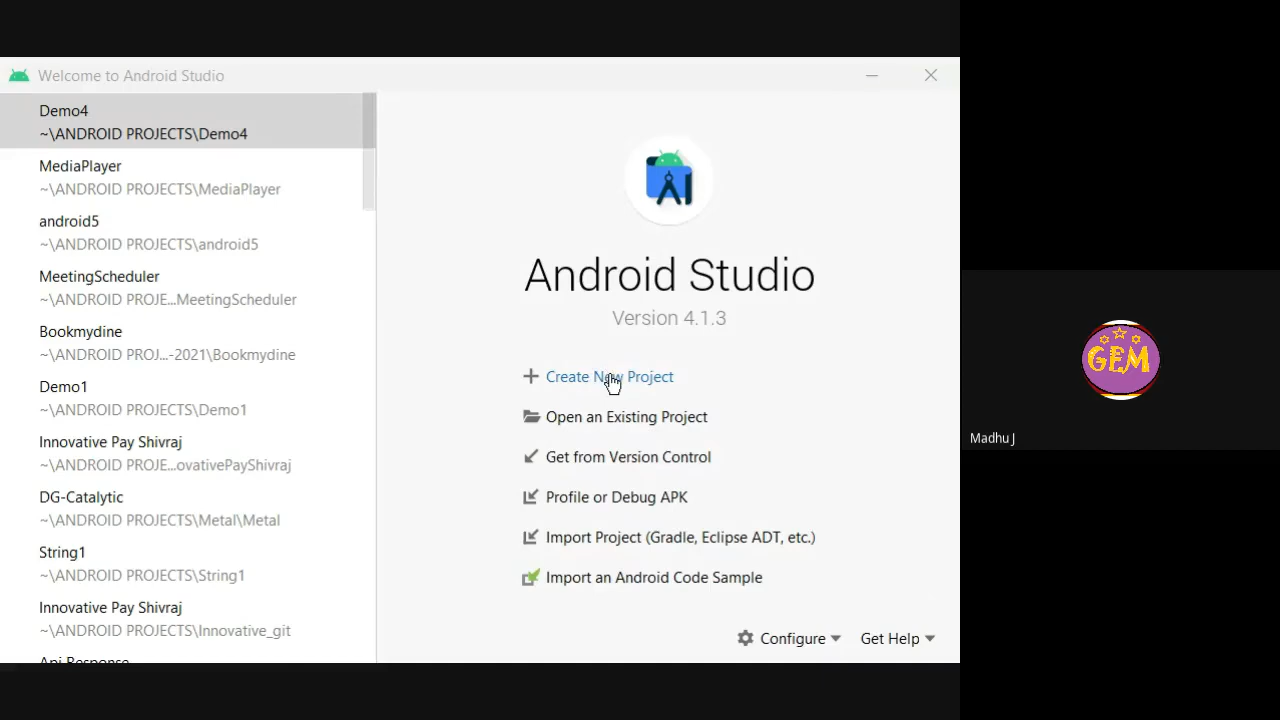 Welcome to Android Studio
Demo4
~\ANDROID PROJECTS\Demo4
MediaPlayer
~\ANDROID PROJECTS\MediaPlayer
android5
~\ANDROID PROJECTS\android5
MeetingScheduler
~\ANDROID PROJE...MeetingScheduler
Bookmydine
~\ANDROID PROJ...-2021\Bookmydine
Demo1
~\ANDROID PROJECTS\Demo1
Innovative Pay Shivraj
~\ANDROID PROJE...ovativePayShivraj
DG-Catalytic
~\ANDROID PROJECTS\Metal\Metal
String1
~\ANDROID PROJECTS\String1
Innovative Pay Shivraj
~\ANDROID PROJECTS\Innovative_git
Api Response
Android Studio
Version 4.1.3
Create New Project
Open an Existing Project
Get from Version Control
Profile or Debug APK
Import Project (Gradle, Eclipse ADT, etc.)
Import an Android Code Sample
Configure
Get Help
GEM
Madhu J